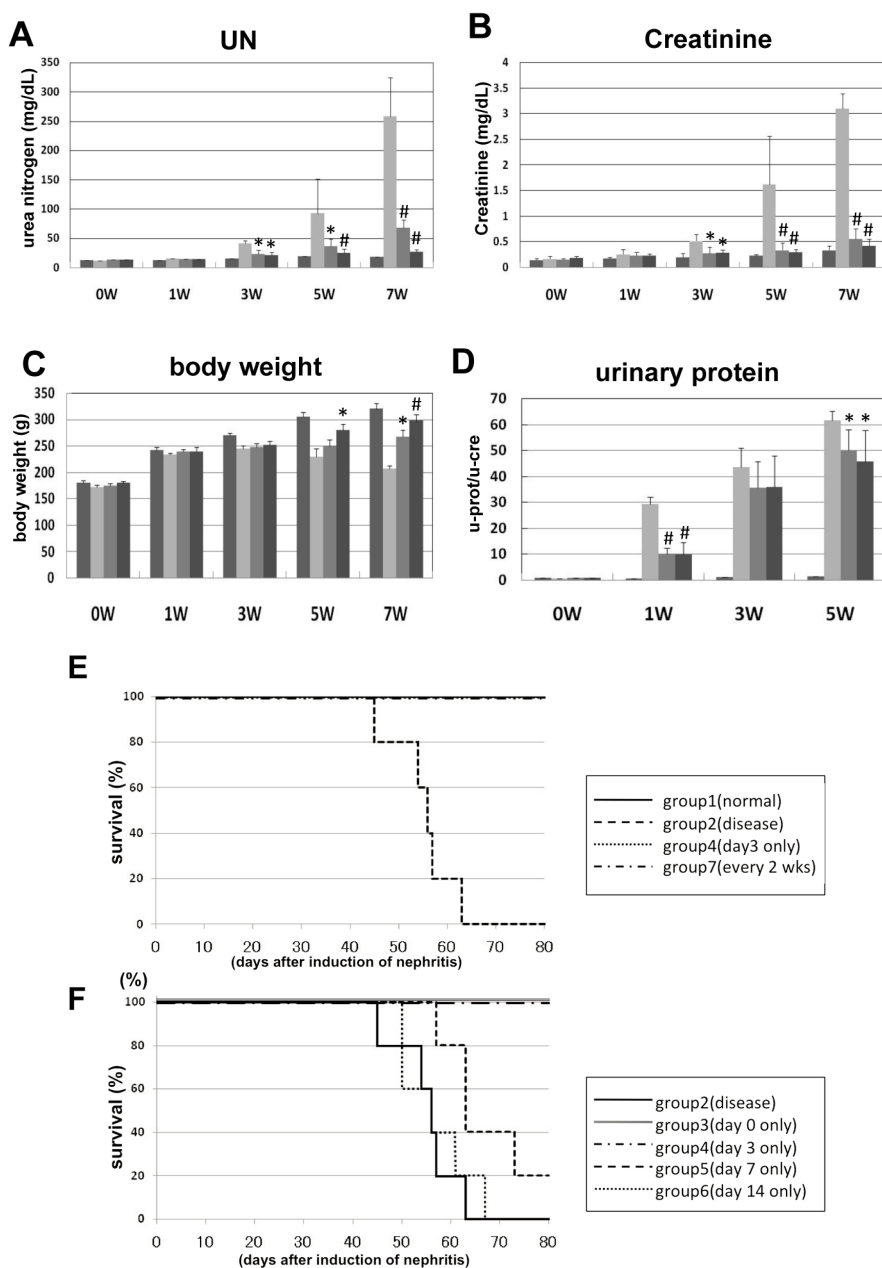 A
UN
urea nitrogen (mg/dL)
350
300
250
200
150
100
50
0
* *
*
#
#
#
0W 1W 3W 5W 7W
B
Creatinine
Creatinine (mg/dL)
4
3.5
3
2.5
2
1.5
1
0.5
0
* *
# #
# #
0W 1W 3W 5W 7W
C
body weight
body weight (g)
350
300
250
200
150
100
50
0
*
* #
0W 1W 3W 5W 7W
D
urinary protein
u-prot/u-cre
70
60
50
40
30
20
10
0
# #
* *
0W 1W 3W 5W
E
survival (%)
100
80
60
40
20
0
0 10 20 30 40 50 60 70 80
(days after induction of nephritis)
group1(normal)
group2(disease)
group4(day3 only)
group7(every 2 wks)
F
(%)
survival (%)
100
80
60
40
20
0
0 10 20 30 40 50 60 70 80
(days after induction of nephritis)
group2(disease)
group3(day 0 only)
group4(day 3 only)
group5(day 7 only)
group6(day 14 only)